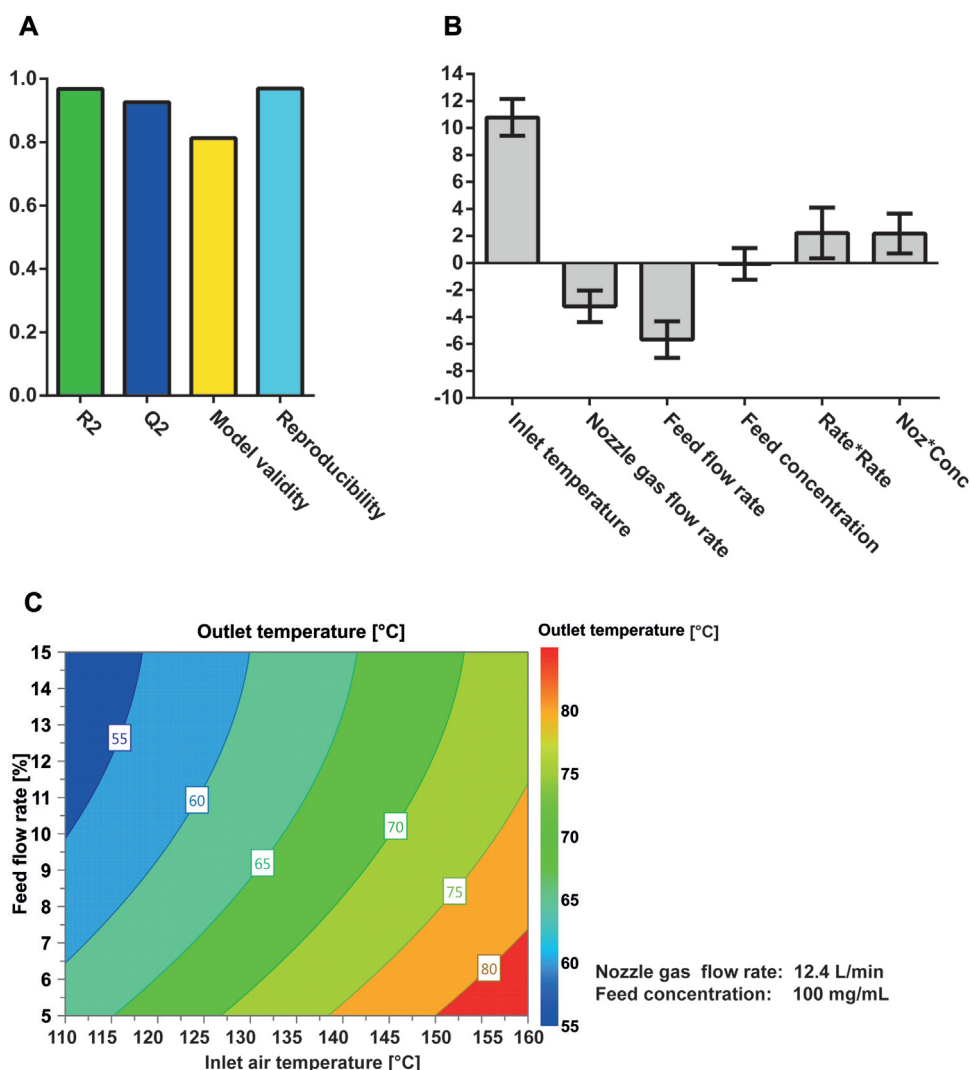 A
1.0
0.8
0.6
0.4
0.2
0.0
R2
Q2
Model validity
Reproducibility
B
14
12
10
8
6
4
2
0
-2
-4
-6
-8
-10
Inlet temperature
Nozzle gas flow rate
Feed flow rate
Feed concentration
Rate*Rate
Noz*Conc
C
Outlet temperature [°C]
Feed flow rate [%]
15
14
13
12
11
10
9
8
7
6
5
55
60
65
70
75
80
110 115 120 125 130 135 140 145 150 155 160
Inlet air temperature [°C]
Outlet temperature [°C]
80
75
70
65
60
55
Nozzle gas flow rate: 12.4 L/min
Feed concentration: 100 mg/mL